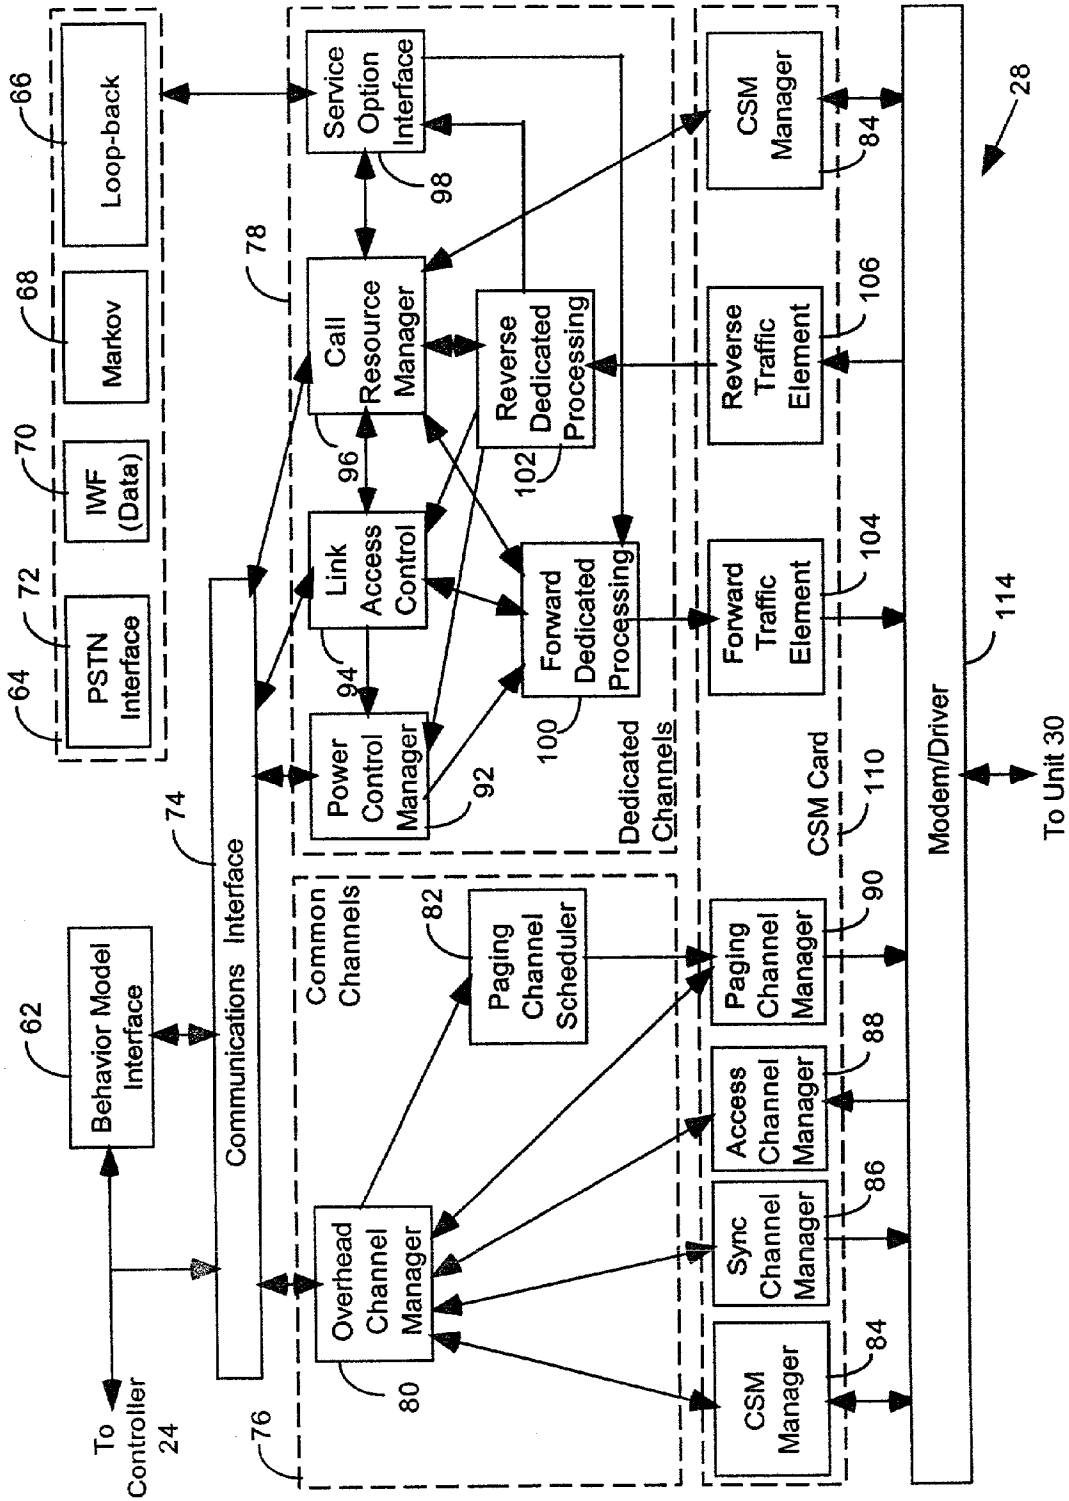 To
Controller
24
62
Behavior Model
Interface
64
72
PSTN
Interface
70
IWF
(Data)
68
Markov
66
Loop-back
74
Communications Interface
76
Common
Channels
80
Overhead
Channel
Manager
82
Paging
Channel
Scheduler
78
Dedicated
Channels
92
Power
Control
Manager
94
Link
Access
Control
96
Call
Resource
Manager
98
Service
Option
Interface
100
Forward
Dedicated
Processing
102
Reverse
Dedicated
Processing
CSM
Manager
84
Sync
Channel
Manager
86
Access
Channel
Manager
88
Paging
Channel
Manager
90
CSM Card
110
Forward
Traffic
Element
104
Reverse
Traffic
Element
106
CSM
Manager
84
Modem/Driver
114
To Unit 30
28